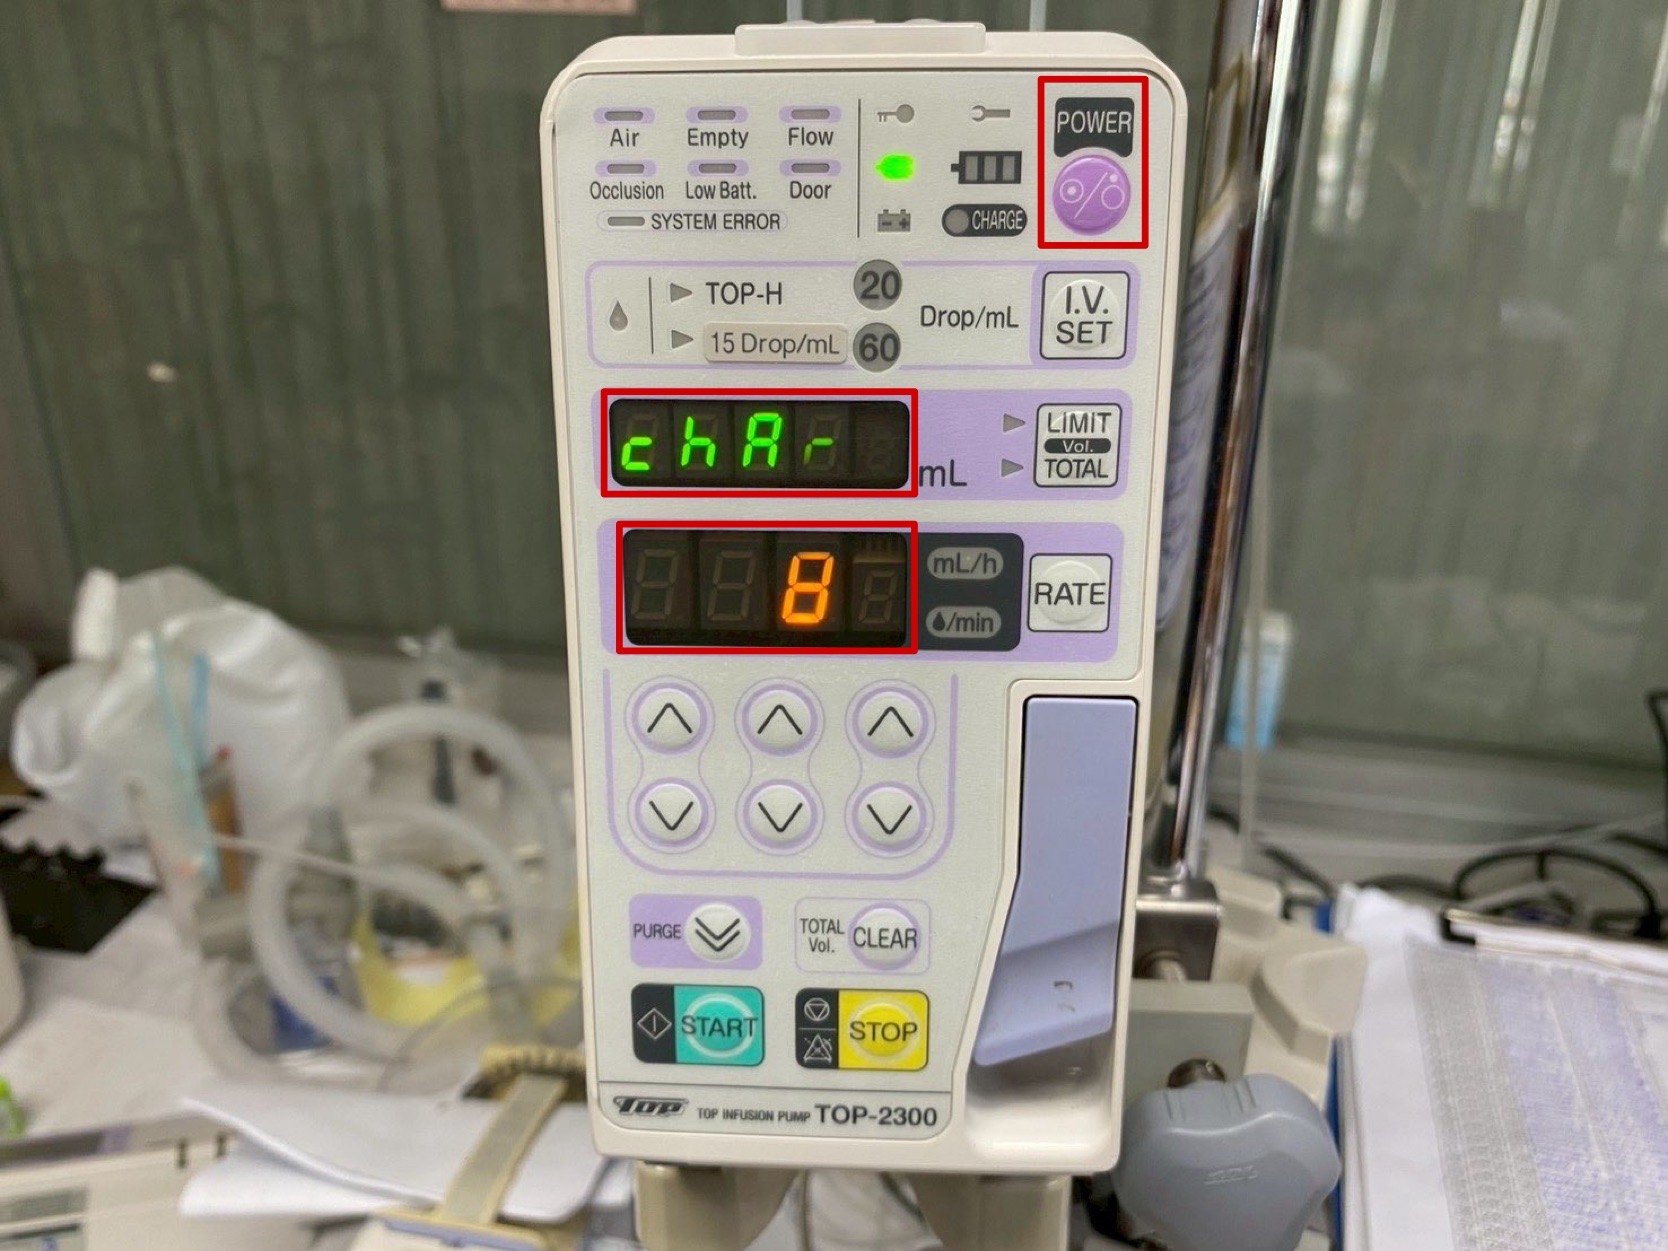 POWER
Air Empty Flow
Occlusion Low Batt. Door
SYSTEM ERROR
CHARGE
TOP-H
15 Drop/mL
20
60
Drop/mL
I.V.
SET
chAr
mL
LIMIT
Vol.
TOTAL
8
mL/h
/min
RATE
PURGE
TOTAL
Vol.
CLEAR
START
STOP
TOP TOP INFUSION PUMP TOP-2300